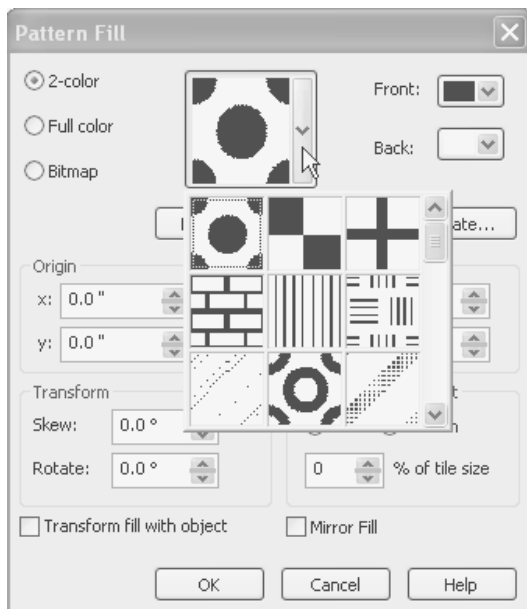 Pattern Fill
2-color
Front:
Full color
Back:
Bitmap
ate...
Origin
x: 0.0 "
y: 0.0 "
Transform
Skew: 0.0 °
Rotate: 0.0 °
0 % of tile size
Transform fill with object
Mirror Fill
OK
Cancel
Help